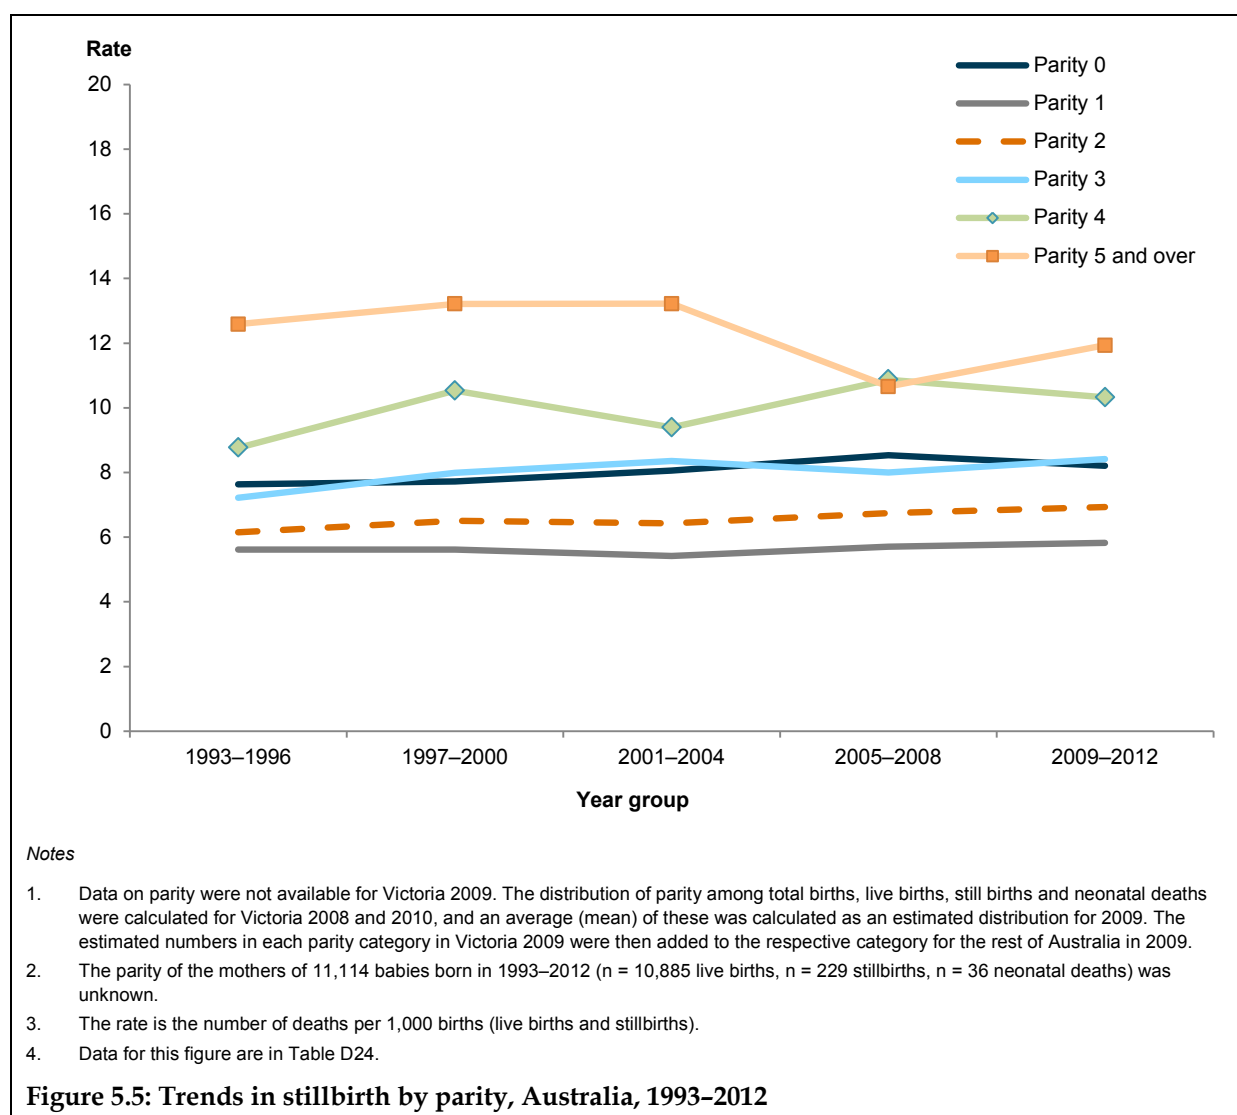 Rate
Parity 0
Parity 1
Parity 2
Parity 3
Parity 4
Parity 5 and over
20
18
16
14
12
10
8
6
4
2
0
1993–1996
1997–2000
2001–2004
2005–2008
2009–2012
Year group
Notes
1. Data on parity were not available for Victoria 2009. The distribution of parity among total births, live births, still births and neonatal deaths
were calculated for Victoria 2008 and 2010, and an average (mean) of these was calculated as an estimated distribution for 2009. The
estimated numbers in each parity category in Victoria 2009 were then added to the respective category for the rest of Australia in 2009.
2. The parity of the mothers of 11,114 babies born in 1993–2012 (n = 10,885 live births, n = 229 stillbirths, n = 36 neonatal deaths) was
unknown.
3. The rate is the number of deaths per 1,000 births (live births and stillbirths).
4. Data for this figure are in Table D24.
Figure 5.5: Trends in stillbirth by parity, Australia, 1993–2012